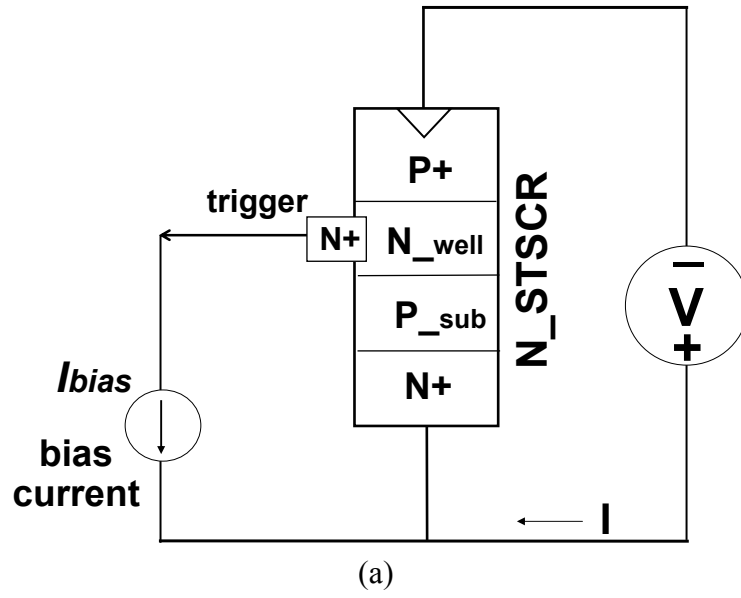 P+
trigger
N+
N_well
P_sub
N+
N_STSCR
−
V
+
Ibias
bias
current
I
(a)